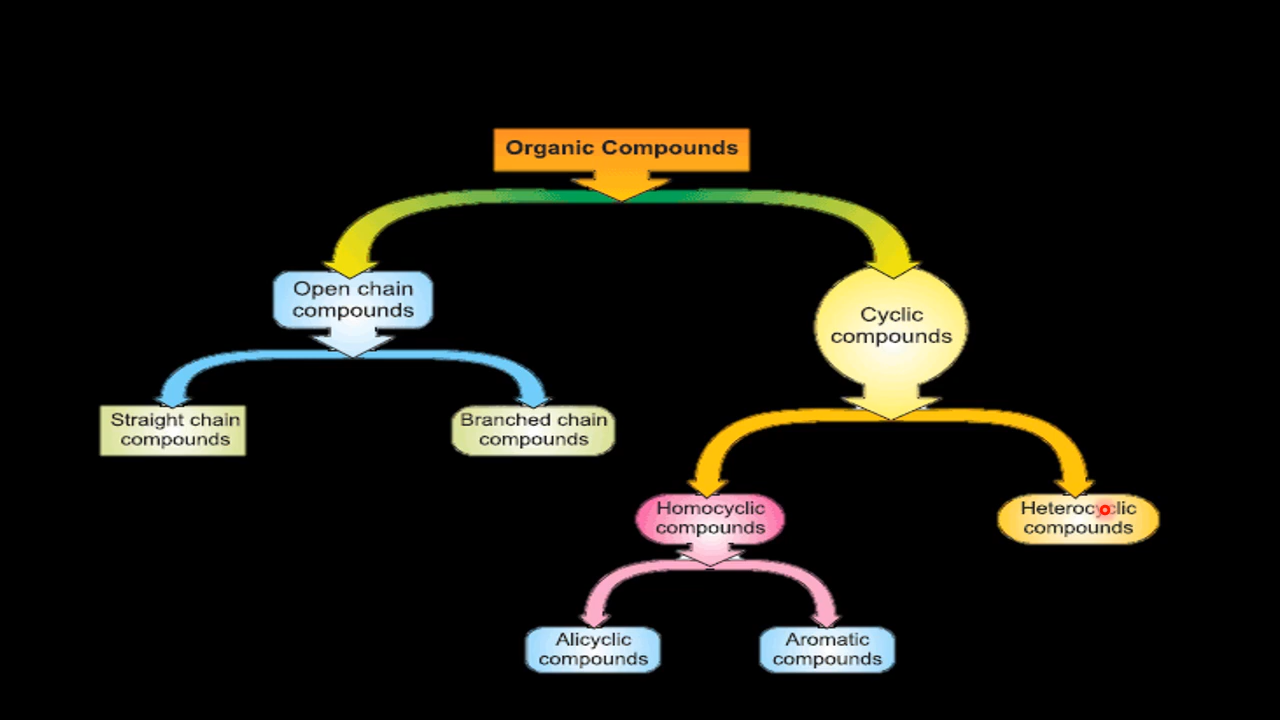 Organic Compounds
Open chain
compounds
Cyclic
compounds
Straight chain
compounds
Branched chain
compounds
Homocyclic
compounds
Heterocyclic
compounds
Alicyclic
compounds
Aromatic
compounds